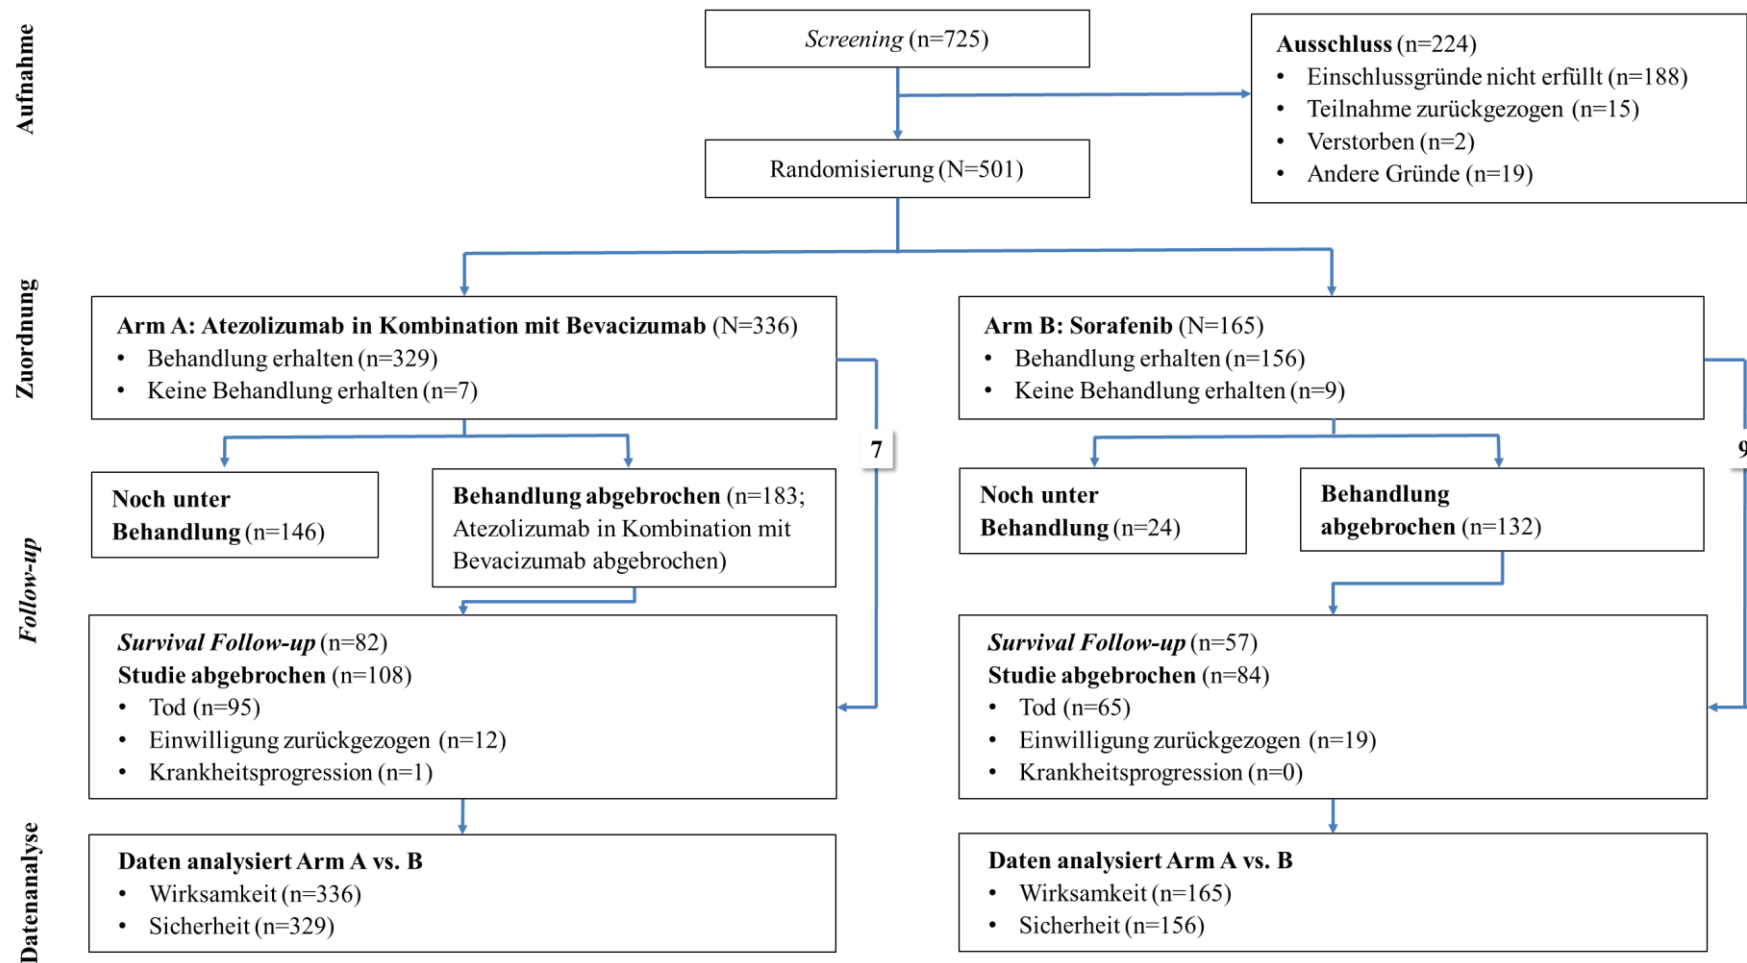 Aufnahme
Screening (n=725)
Ausschluss (n=224)
• Einschlussgründe nicht erfüllt (n=188)
• Teilnahme zurückgezogen (n=15)
• Verstorben (n=2)
• Andere Gründe (n=19)
Randomisierung (N=501)
Zuordnung
Arm A: Atezolizumab in Kombination mit Bevacizumab (N=336)
• Behandlung erhalten (n=329)
• Keine Behandlung erhalten (n=7)
Arm B: Sorafenib (N=165)
• Behandlung erhalten (n=156)
• Keine Behandlung erhalten (n=9)
7
9
Follow-up
Noch unter
Behandlung (n=146)
Behandlung abgebrochen (n=183;
Atezolizumab in Kombination mit
Bevacizumab abgebrochen)
Noch unter
Behandlung (n=24)
Behandlung
abgebrochen (n=132)
Survival Follow-up (n=82)
Studie abgebrochen (n=108)
• Tod (n=95)
• Einwilligung zurückgezogen (n=12)
• Krankheitsprogression (n=1)
Survival Follow-up (n=57)
Studie abgebrochen (n=84)
• Tod (n=65)
• Einwilligung zurückgezogen (n=19)
• Krankheitsprogression (n=0)
Datenanalyse
Daten analysiert Arm A vs. B
• Wirksamkeit (n=336)
• Sicherheit (n=329)
Daten analysiert Arm A vs. B
• Wirksamkeit (n=165)
• Sicherheit (n=156)